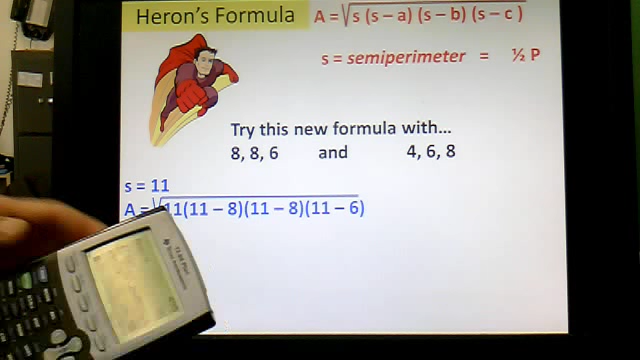 Heron's Formula A = √s (s – a) (s – b) (s – c)
s = semiperimeter = ½ P
Try this new formula with…
8, 8, 6 and 4, 6, 8
s = 11
A = √11(11 – 8)(11 – 8)(11 – 6)